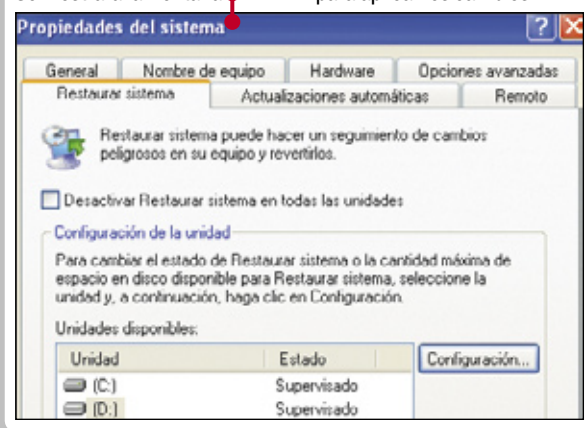 Propiedades del sistema
General Nombre de equipo Hardware Opciones avanzadas
Restaurar sistema Actualizaciones automáticas Remoto
Restaurar sistema puede hacer un seguimiento de cambios
peligrosos en su equipo y revertirlos.
Desactivar Restaurar sistema en todas las unidades
Configuración de la unidad
Para cambiar el estado de Restaurar sistema o la cantidad máxima de
espacio en disco disponible para Restaurar sistema, seleccione la
unidad y, a continuación, haga clic en Configuración.
Unidades disponibles:
Unidad Estado Configuración...
(C:) Supervisado
(D:) Supervisado